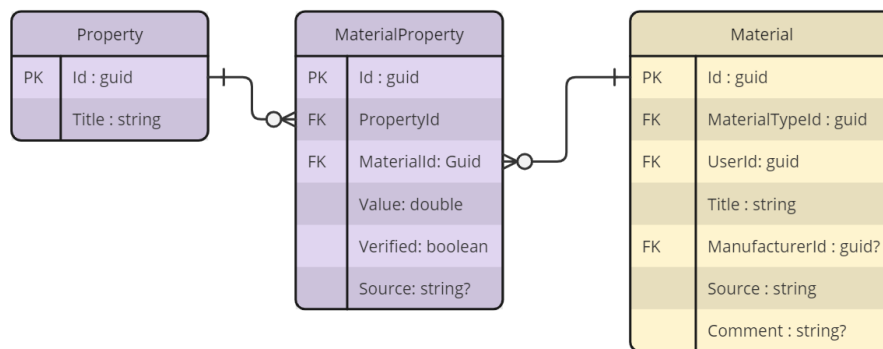 Property
PK Id : guid
Title : string
MaterialProperty
PK Id : guid
FK PropertyId
FK MaterialId: Guid
Value: double
Verified: boolean
Source: string?
Material
PK Id : guid
FK MaterialTypeId : guid
FK UserId: guid
Title : string
FK ManufacturerId : guid?
Source : string
Comment : string?